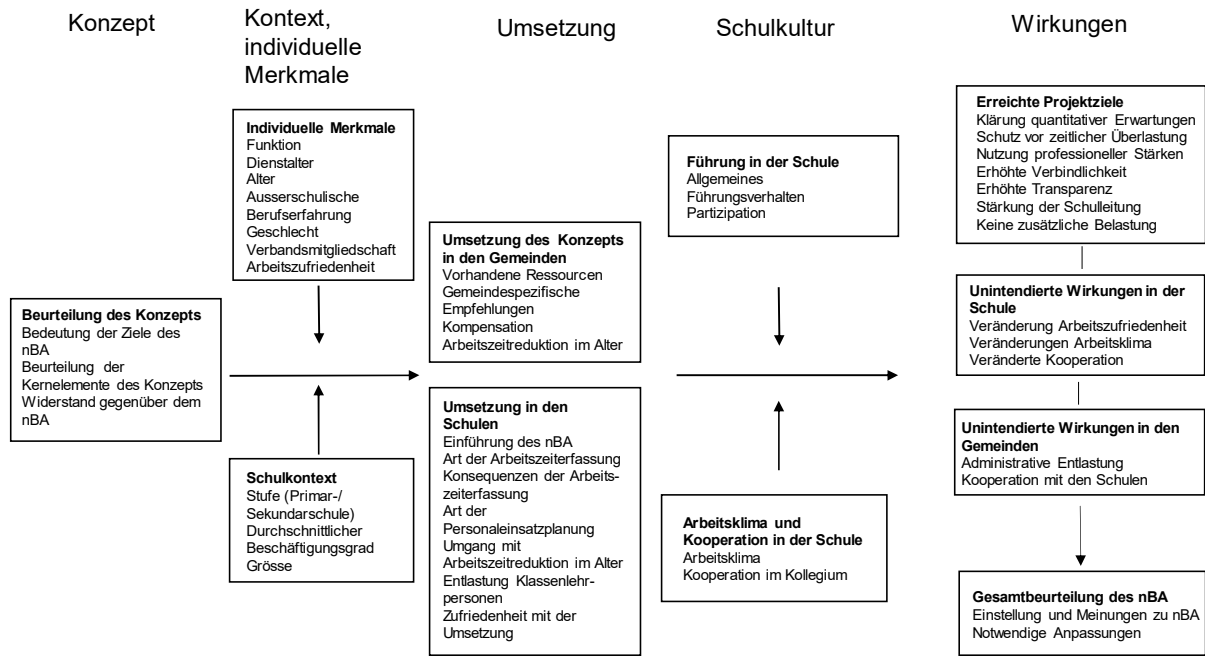 Konzept
Kontext,
individuelle
Merkmale
Umsetzung
Schulkultur
Wirkungen
Beurteilung des Konzepts
Bedeutung der Ziele des
nBA
Beurteilung der
Kernelemente des Konzepts
Widerstand gegenüber dem
nBA
Individuelle Merkmale
Funktion
Dienstalter
Alter
Ausserschulische
Berufserfahrung
Geschlecht
Verbandsmitgliedschaft
Arbeitszufriedenheit
Schulkontext
Stufe (Primar-/
Sekundarschule)
Durchschnittlicher
Beschäftigungsgrad
Grösse
Umsetzung des Konzepts
in den Gemeinden
Vorhandene Ressourcen
Gemeindespezifische
Empfehlungen
Kompensation
Arbeitszeitreduktion im Alter
Umsetzung in den
Schulen
Einführung des nBA
Art der Arbeitszeiterfassung
Konsequenzen der Arbeits-
zeiterfassung
Art der
Personaleinsatzplanung
Umgang mit
Arbeitszeitreduktion im Alter
Entlastung Klassenlehr-
personen
Zufriedenheit mit der
Umsetzung
Führung in der Schule
Allgemeines
Führungsverhalten
Partizipation
Arbeitsklima und
Kooperation in der Schule
Arbeitsklima
Kooperation im Kollegium
Erreichte Projektziele
Klärung quantitativer Erwartungen
Schutz vor zeitlicher Überlastung
Nutzung professioneller Stärken
Erhöhte Verbindlichkeit
Erhöhte Transparenz
Stärkung der Schulleitung
Keine zusätzliche Belastung
Unintendierte Wirkungen in der
Schule
Veränderung Arbeitszufriedenheit
Veränderungen Arbeitsklima
Veränderte Kooperation
Unintendierte Wirkungen in den
Gemeinden
Administrative Entlastung
Kooperation mit den Schulen
Gesamtbeurteilung des nBA
Einstellung und Meinungen zu nBA
Notwendige Anpassungen